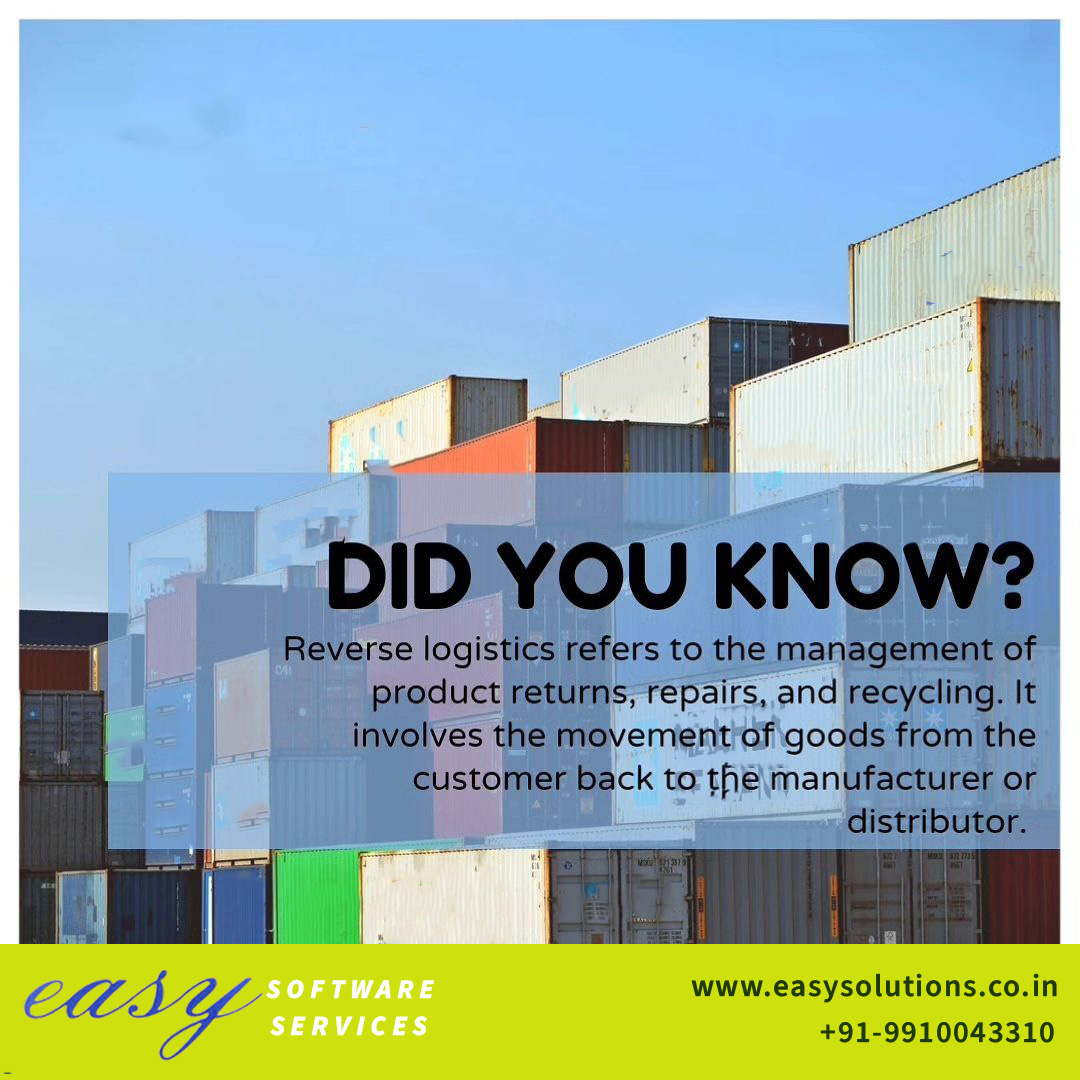 DID YOU KNOW?
Reverse logistics refers to the management of
product returns, repairs, and recycling. It
involves the movement of goods from the
customer back to the manufacturer or
distributor.
easy SOFTWARE
SERVICES
www.easysolutions.co.in
+91-9910043310